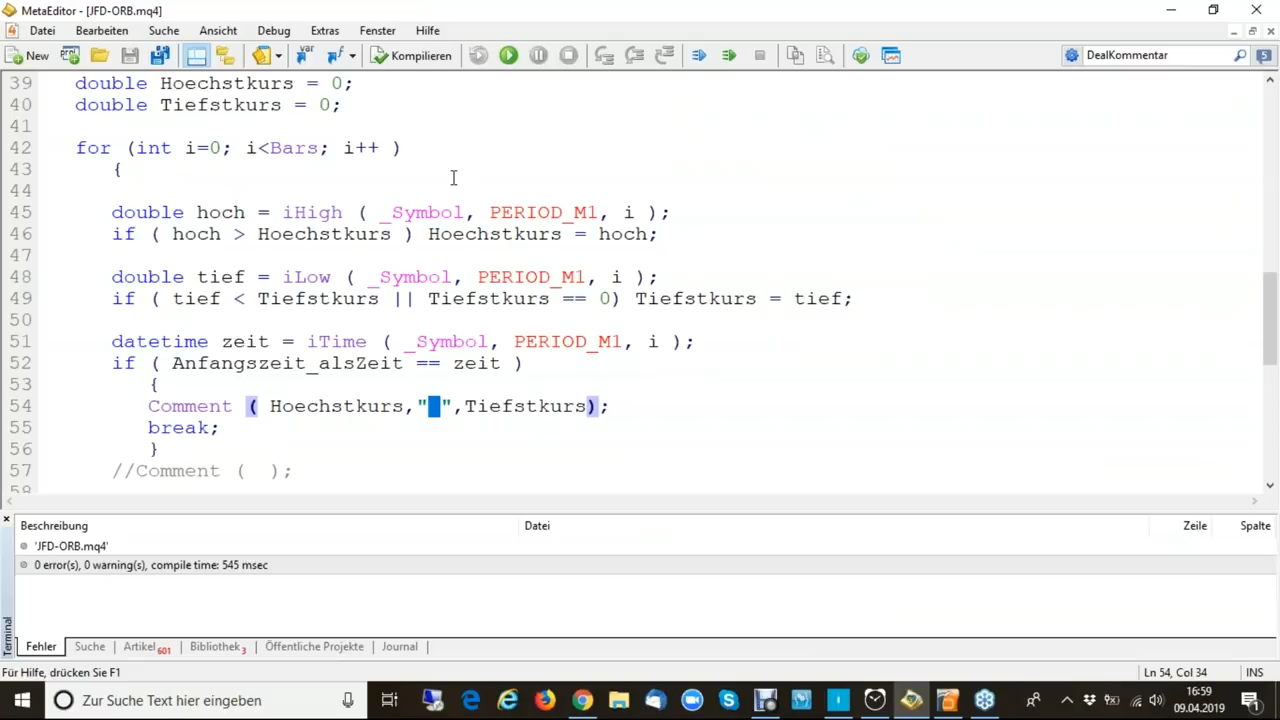 MetaEditor - [JFD-ORB.mq4]
Datei Bearbeiten Suche Ansicht Debug Extras Fenster Hilfe
New var Kompilieren DealKommentar 5
39 double Hoechstkurs = 0;
40 double Tiefstkurs = 0;
41
42 for (int i=0; i<Bars; i++ )
43 {
44
45 double hoch = iHigh ( _Symbol, PERIOD_M1, i );
46 if ( hoch > Hoechstkurs ) Hoechstkurs = hoch;
47
48 double tief = iLow ( _Symbol, PERIOD_M1, i );
49 if ( tief < Tiefstkurs || Tiefstkurs == 0) Tiefstkurs = tief;
50
51 datetime zeit = iTime ( _Symbol, PERIOD_M1, i );
52 if ( Anfangszeit_alsZeit == zeit )
53 {
54 Comment ( Hoechstkurs," ",Tiefstkurs);
55 break;
56 }
57 //Comment ( );
58
Beschreibung Datei Zeile Spalte
'JFD-ORB.mq4'
0 error(s), 0 warning(s), compile time: 545 msec
Terminal
Fehler Suche Artikel 601 Bibliothek 3 Öffentliche Projekte Journal
Für Hilfe, drücken Sie F1 Ln 54, Col 34 INS
Zur Suche Text hier eingeben 16:59
09.04.2019 1